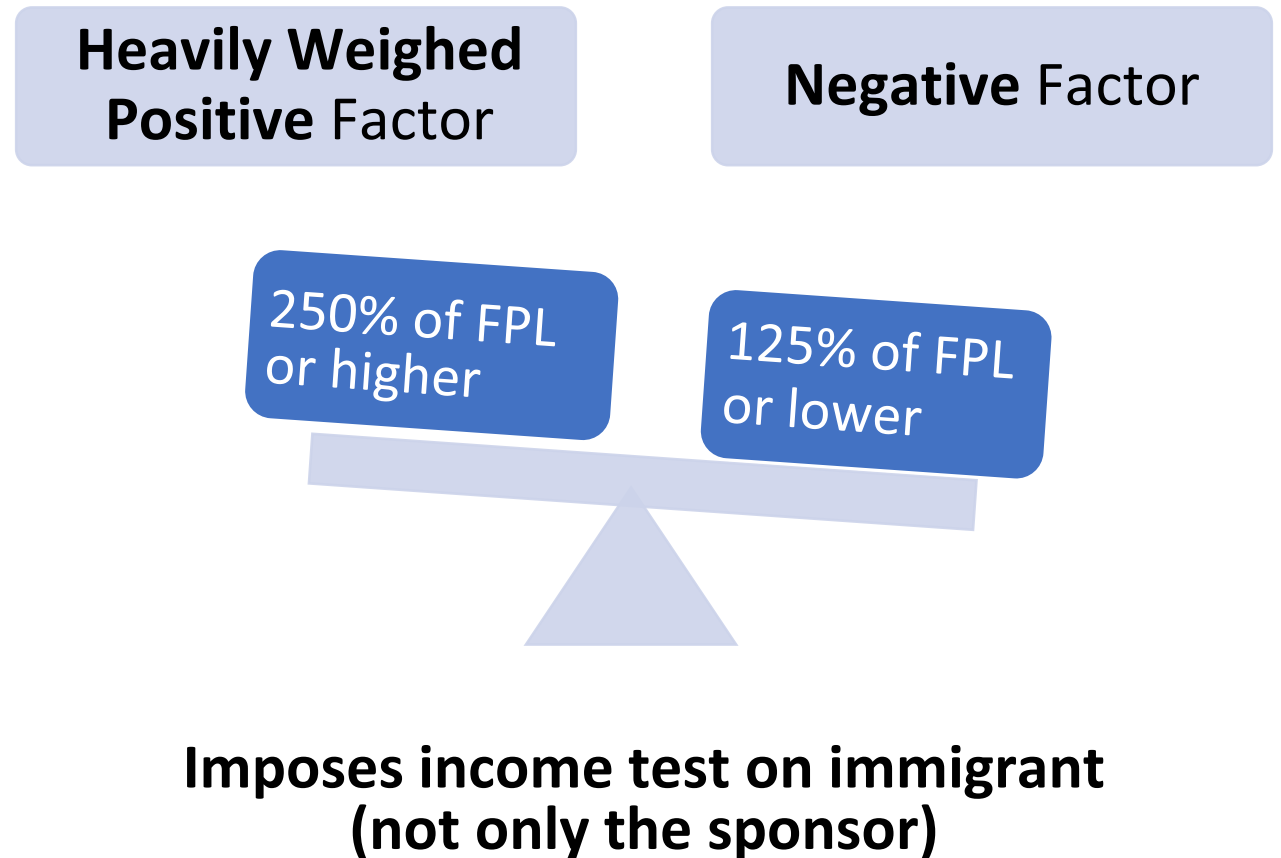 Heavily Weighed
Positive Factor
Negative Factor
250% of FPL
or higher
125% of FPL
or lower
Imposes income test on immigrant
(not only the sponsor)